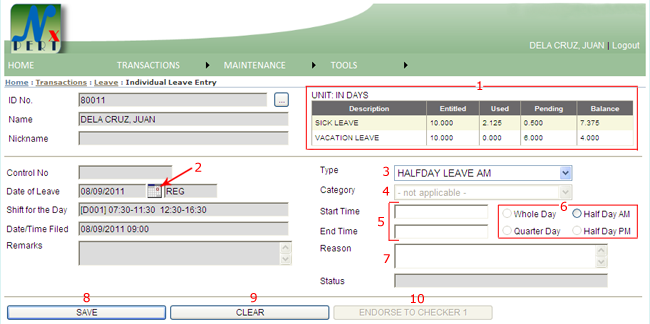 N x
PERT
DELA CRUZ, JUAN | Logout
HOME TRANSACTIONS MAINTENANCE TOOLS
Home : Transactions : Leave : Individual Leave Entry
1
ID No. 80011 ...
Name DELA CRUZ, JUAN
Nickname
UNIT: IN DAYS
Description Entitled Used Pending Balance
SICK LEAVE 10.000 2.125 0.500 7.375
VACATION LEAVE 10.000 0.000 6.000 4.000
Control No
2
Date of Leave 08/09/2011 REG
Shift for the Day [D001] 07:30-11:30 12:30-16:30
Date/Time Filed 08/09/2011 09:00
Remarks
Type 3 HALFDAY LEAVE AM
Category 4 - not applicable -
Start Time
5
End Time
6
Whole Day Half Day AM
Quarter Day Half Day PM
Reason 7
Status
8 9 10
SAVE CLEAR ENDORSE TO CHECKER 1